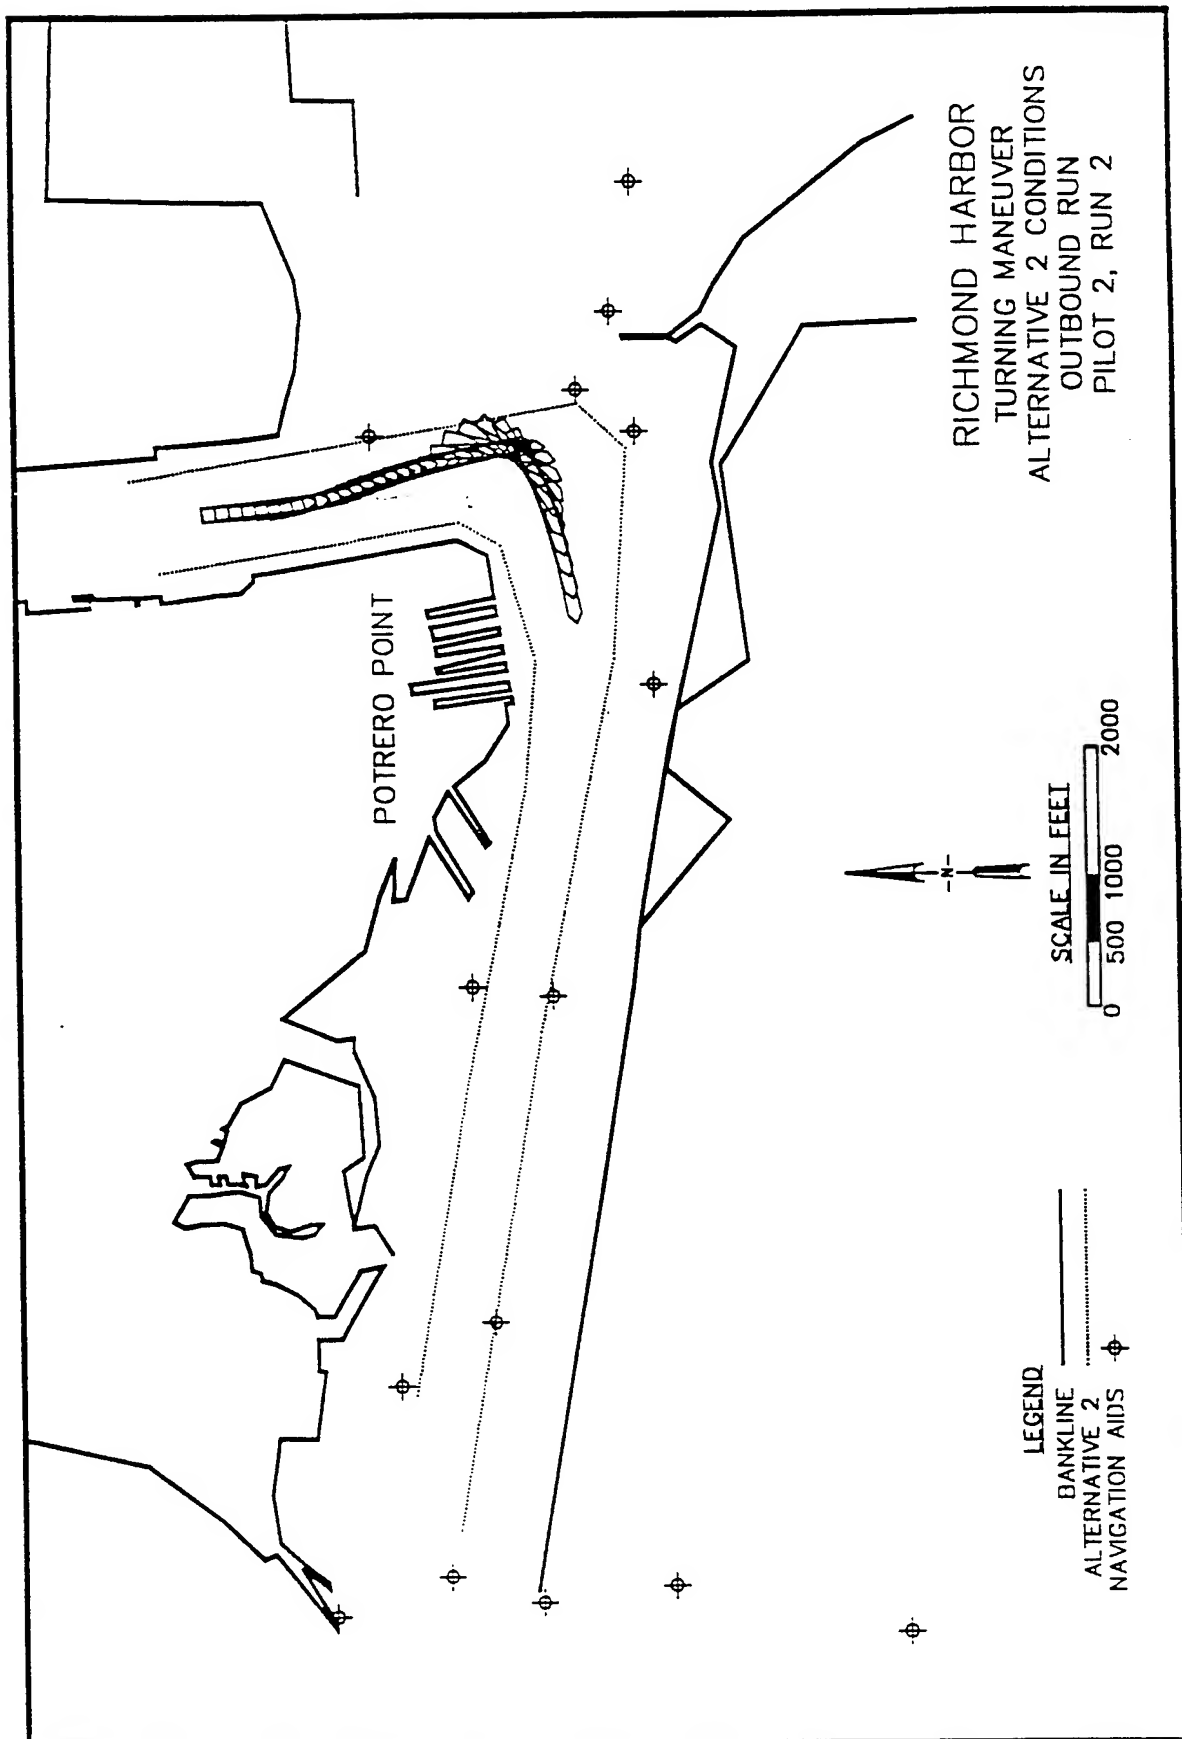 POTRERO POINT
RICHMOND HARBOR
TURNING MANEUVER
ALTERNATIVE 2 CONDITIONS
OUTBOUND RUN
PILOT 2, RUN 2
-N-
SCALE IN FEET
0 500 1000 2000
LEGEND
BANKLINE
ALTERNATIVE 2
NAVIGATION AIDS